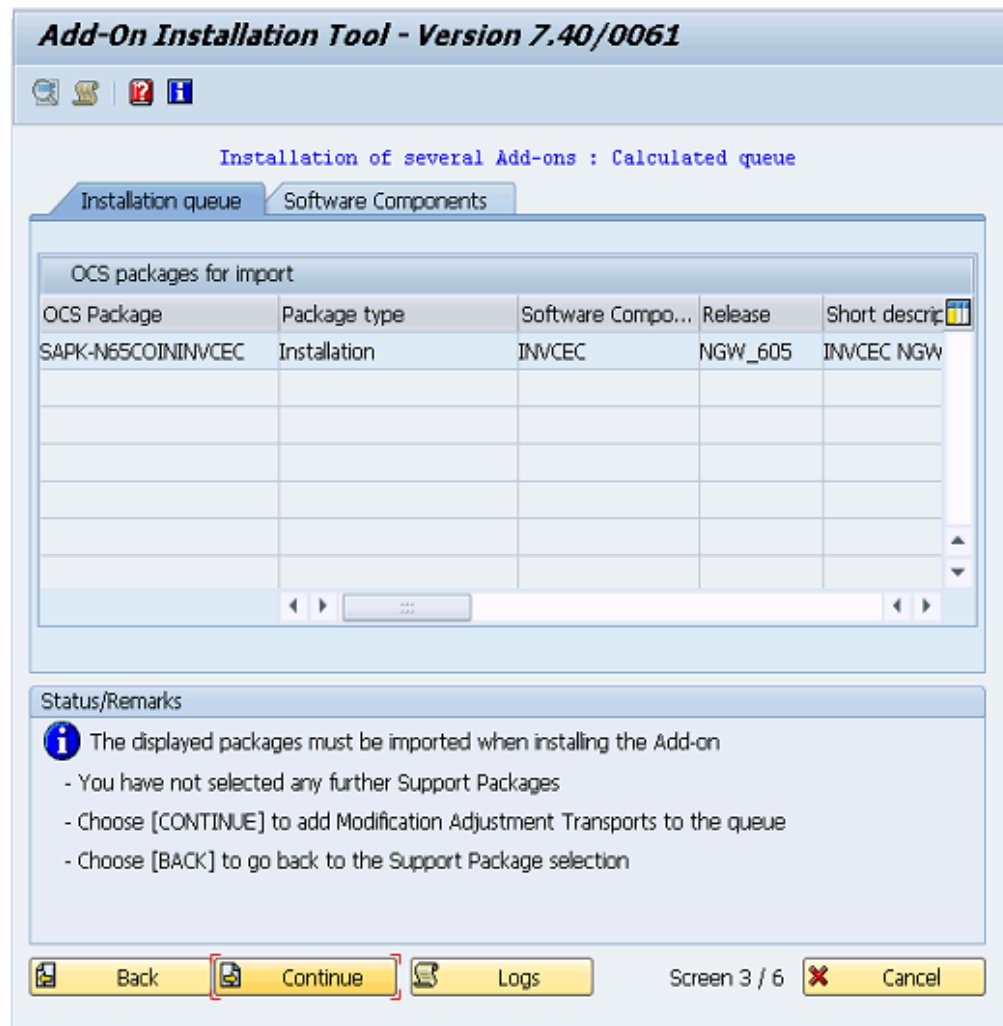 Add-On Installation Tool - Version 7.40/0061
Installation of several Add-ons : Calculated queue
Installation queue Software Components
OCS packages for import
OCS Package Package type Software Compo... Release Short descrip
SAPK-N65COININVCEC Installation INVCEC NGW_605 INVCEC NGW
Status/Remarks
The displayed packages must be imported when installing the Add-on
- You have not selected any further Support Packages
- Choose [CONTINUE] to add Modification Adjustment Transports to the queue
- Choose [BACK] to go back to the Support Package selection
Back Continue Logs Screen 3 / 6 Cancel